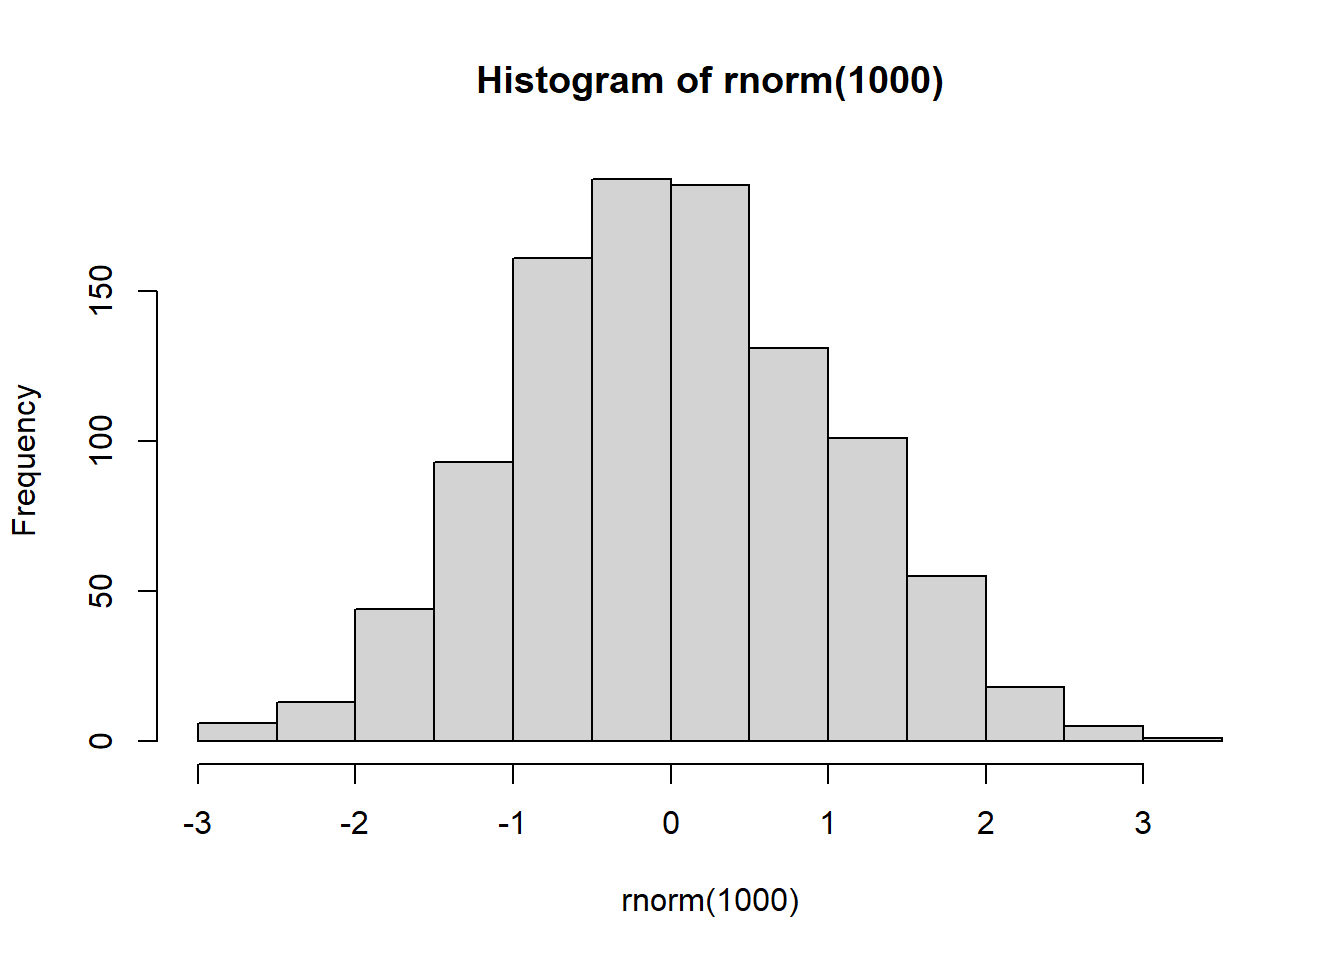 Histogram of rnorm(1000)
Frequency
150
100
50
0
-3 -2 -1 0 1 2 3
rnorm(1000)